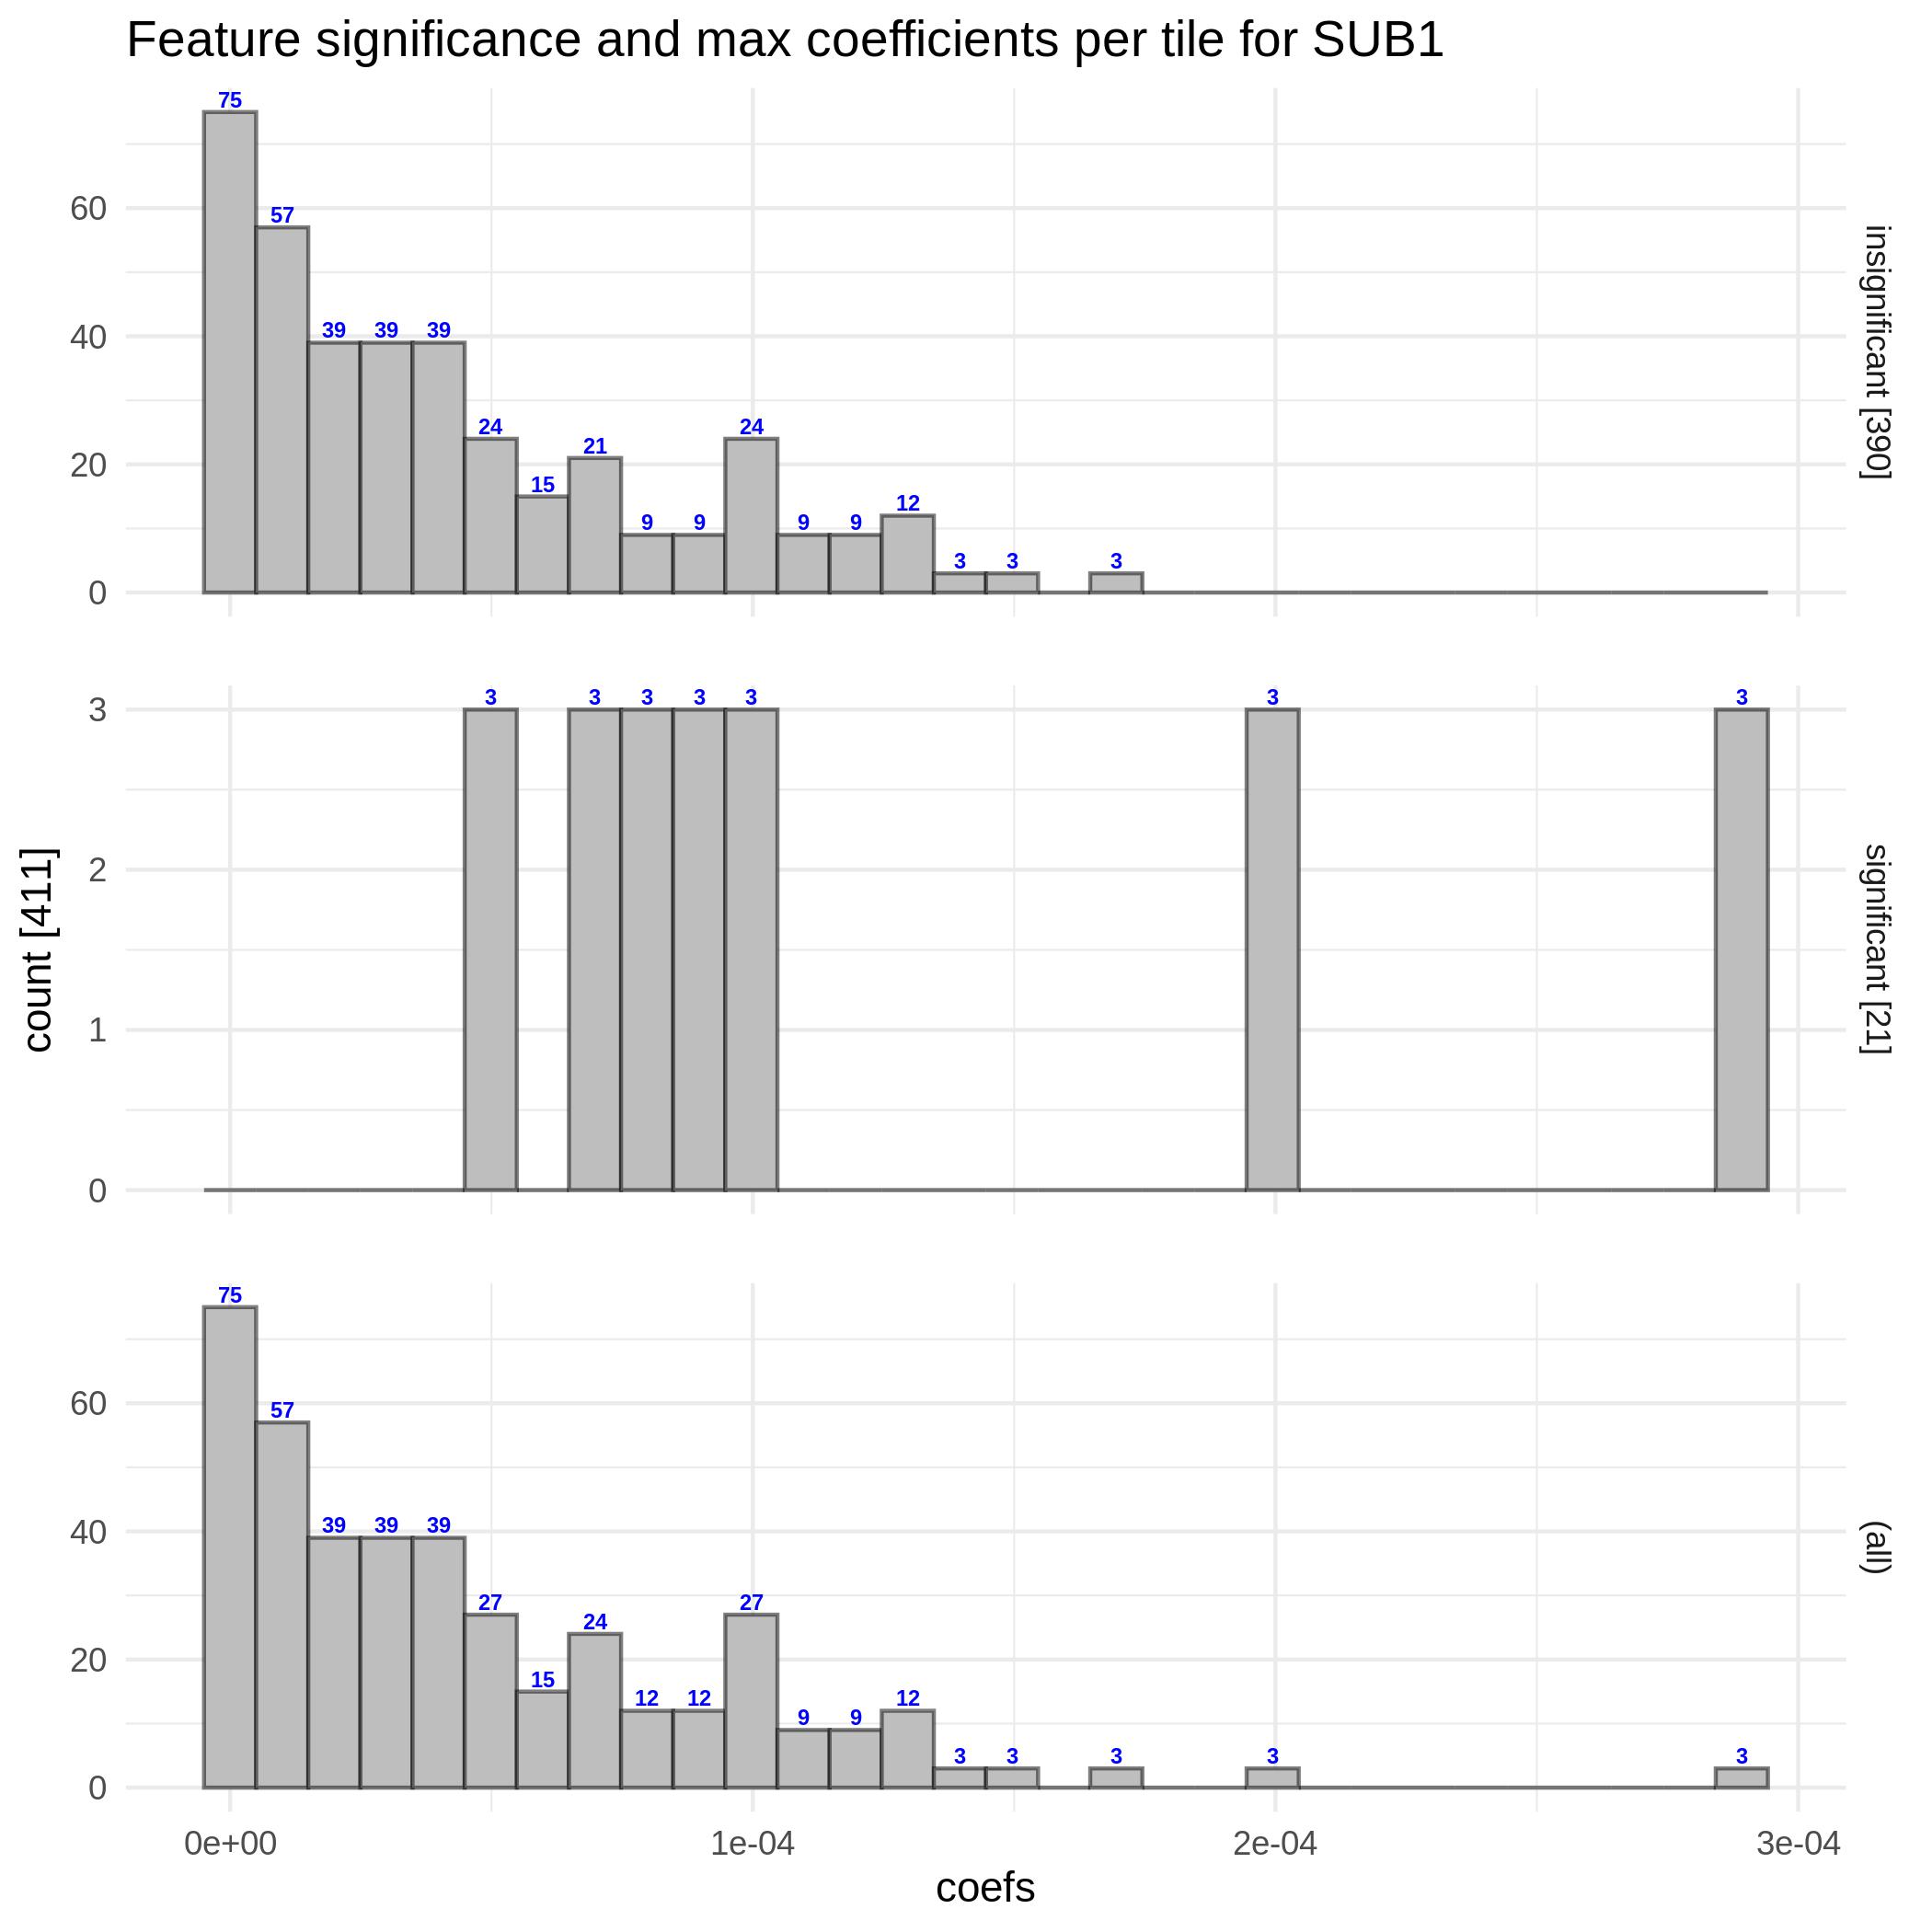 Feature significance and max coefficients per tile for SUB1
75
57
39 39 39
24
15
21
9 9
24
9 9
12
3 3 3
60
40
20
0
insignificant [390]
3 3 3 3 3 3 3
3
2
1
0
significant [21]
count [411]
75
57
39 39 39
27
15
24
12 12
27
9 9
12
3 3 3 3 3
60
40
20
0
(all)
0e+00 1e-04 2e-04 3e-04
coefs